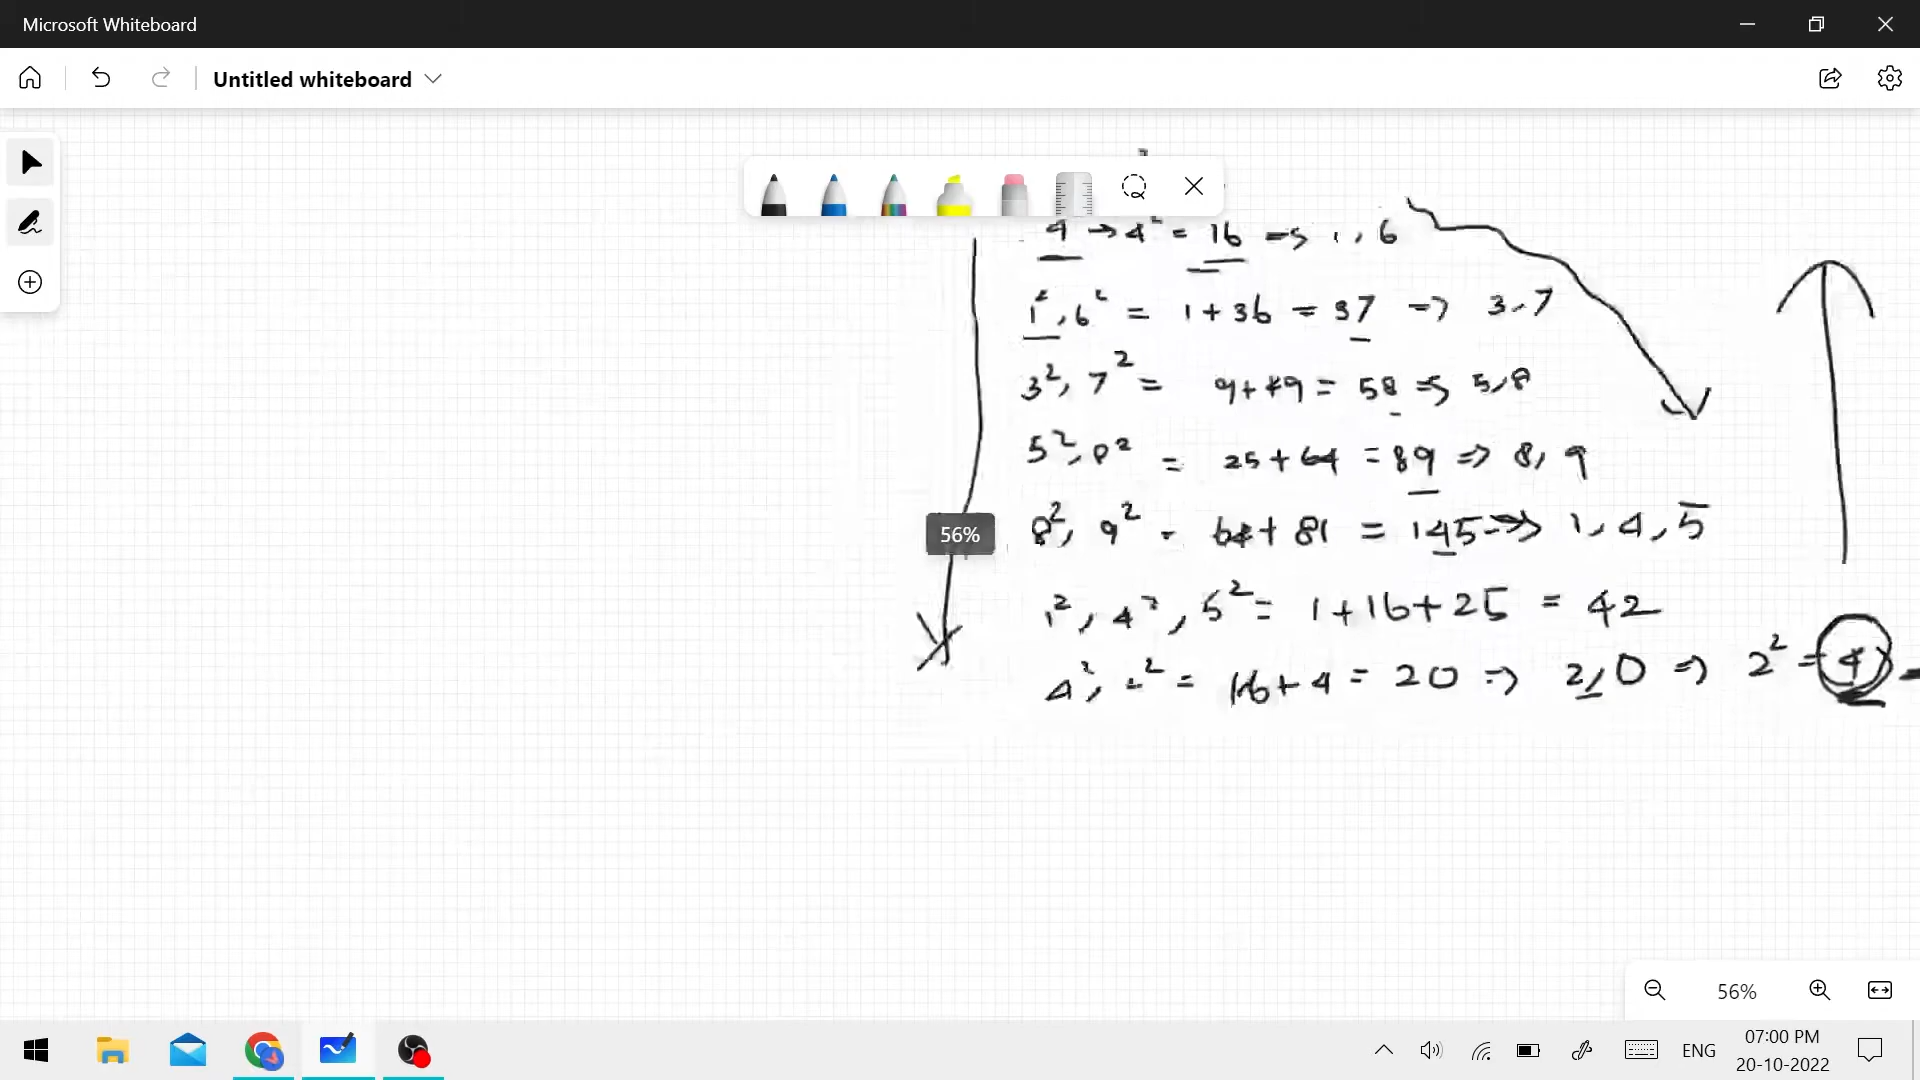 Microsoft Whiteboard
Untitled whiteboard
4 → 4² = 16 => 1, 6
1², 6² = 1 + 36 = 37 => 3, 7
3², 7² = 9 + 49 = 58 => 5, 8
5², 8² = 25 + 64 = 89 => 8, 9
56%
8², 9² = 64 + 81 = 145 => 1, 4, 5
1², 4², 5² = 1 + 16 + 25 = 42
4², 2² = 16 + 4 = 20 => 2, 0 => 2² = 4
56%
ENG
07:00 PM
20-10-2022